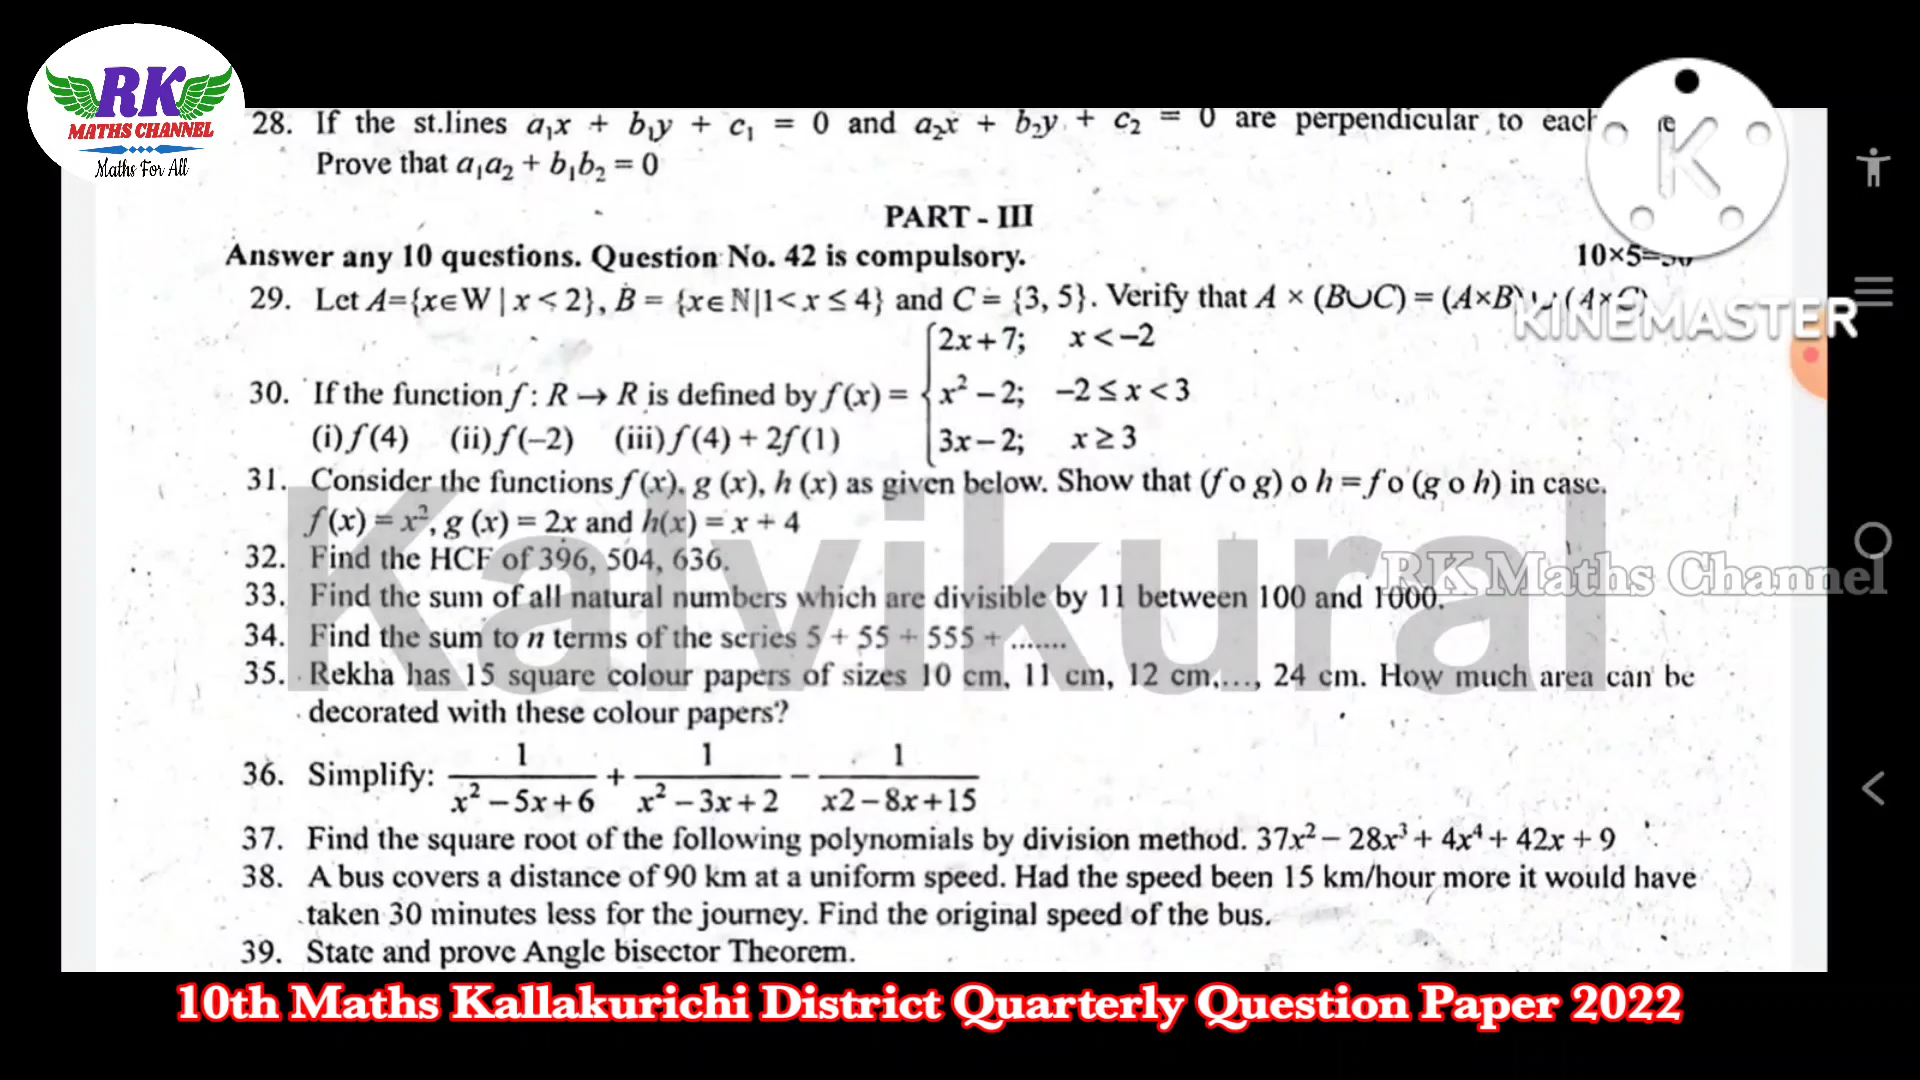 RK
MATHS CHANNEL
Maths For All
28. If the st.lines a₁x + b₁y + c₁ = 0 and a₂x + b₂y + c₂ = 0 are perpendicular to each
Prove that a₁a₂ + b₁b₂ = 0
PART - III
Answer any 10 questions. Question No. 42 is compulsory. 10×5=50
29. Let A={x∈W | x < 2}, B = {x∈ℕ|1< x ≤ 4} and C = {3, 5}. Verify that A × (B∪C) = (A×B) ∪ (A×C)
KINEMASTER
2x+7; x < -2
30. If the function f : R → R is defined by f(x) = { x² - 2; -2 ≤ x < 3
(i) f(4) (ii) f(-2) (iii) f(4) + 2f(1) 3x - 2; x ≥ 3
31. Consider the functions f(x), g (x), h (x) as given below. Show that (f o g) o h = f o (g o h) in case.
f(x) = x², g (x) = 2x and h(x) = x + 4
32. Find the HCF of 396, 504, 636.
RK Maths Channel
33. Find the sum of all natural numbers which are divisible by 11 between 100 and 1000.
34. Find the sum to n terms of the series 5 + 55 + 555 + .......
Kalvikural
35. Rekha has 15 square colour papers of sizes 10 cm, 11 cm, 12 cm,..., 24 cm. How much area can be
decorated with these colour papers?
36. Simplify: 1/(x² - 5x + 6) + 1/(x² - 3x + 2) - 1/(x2 - 8x + 15)
37. Find the square root of the following polynomials by division method. 37x² - 28x³ + 4x⁴ + 42x + 9
38. A bus covers a distance of 90 km at a uniform speed. Had the speed been 15 km/hour more it would have
taken 30 minutes less for the journey. Find the original speed of the bus.
39. State and prove Angle bisector Theorem.
10th Maths Kallakurichi District Quarterly Question Paper 2022